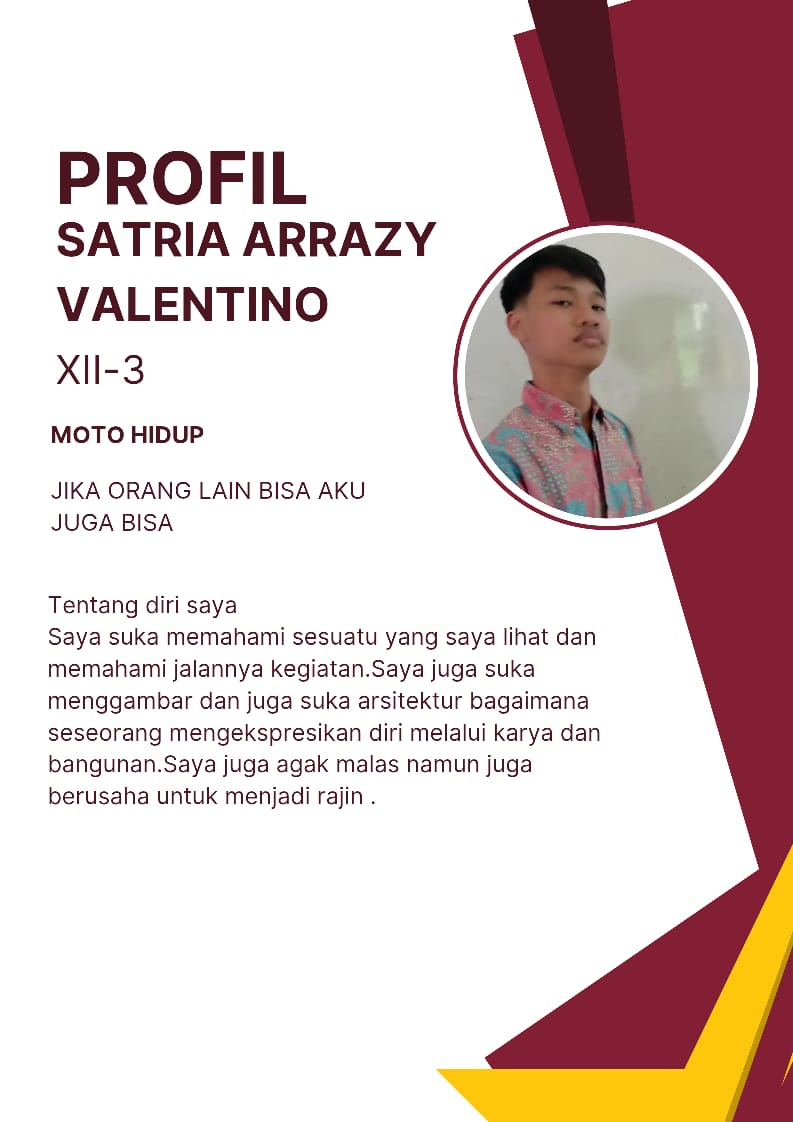 PROFIL
SATRIA ARRAZY
VALENTINO
XII-3
MOTO HIDUP
JIKA ORANG LAIN BISA AKU
JUGA BISA
Tentang diri saya
Saya suka memahami sesuatu yang saya lihat dan
memahami jalannya kegiatan.Saya juga suka
menggambar dan juga suka arsitektur bagaimana
seseorang mengekspresikan diri melalui karya dan
bangunan.Saya juga agak malas namun juga
berusaha untuk menjadi rajin .